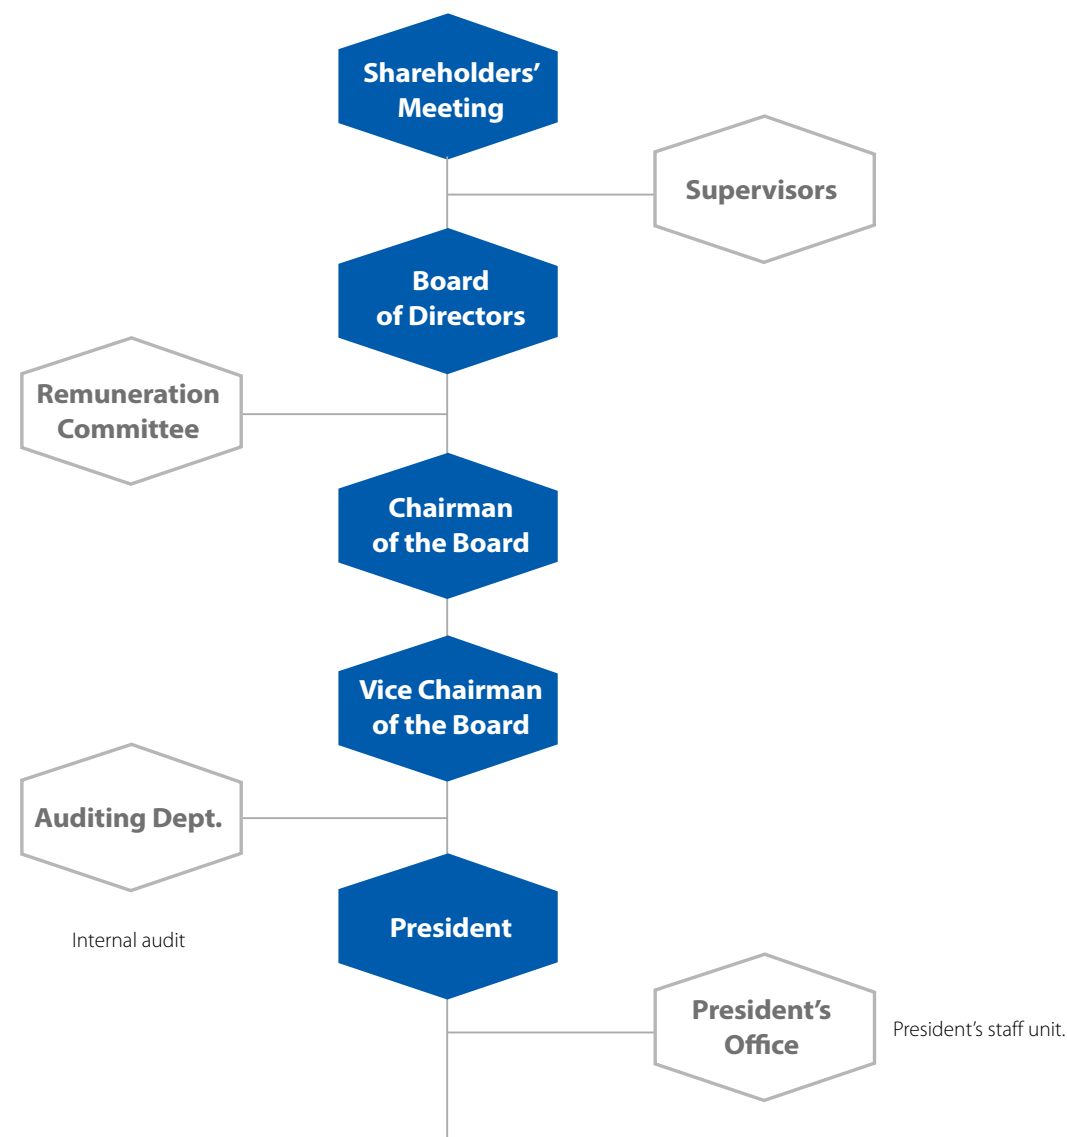 Shareholders’
Meeting
Supervisors
Board
of Directors
Remuneration
Committee
Chairman
of the Board
Vice Chairman
of the Board
Auditing Dept.
Internal audit
President
President’s
Office
President’s staff unit.